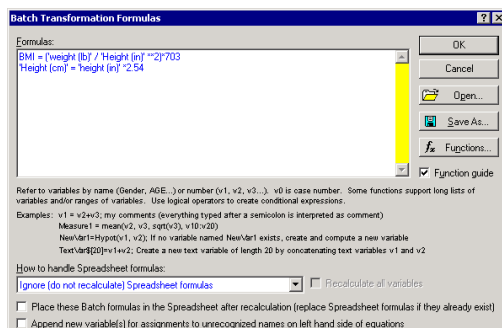 Batch Transformation Formulas
Formulas:
BMI = ('weight (lb)' / 'Height (in)' **2)*703
'Height (cm)' = 'height (in)' *2.54
OK
Cancel
Open...
Save As...
fx Functions...
Function guide
Refer to variables by name (Gender, AGE...) or number (v1, v2, v3...). v0 is case number. Some functions support long lists of
variables and/or ranges of variables. Use logical operators to create conditional expressions.
Examples: v1 = v2+v3; my comments (everything typed after a semicolon is interpreted as comment)
Measure1 = mean(v2, v3, sqrt(v3), v10:v20)
NewVar1=Hypot(v1, v2); If no variable named NewVar1 exists, create and compute a new variable
TextVar$[20]=v1+v2; Create a new text variable of length 20 by concatenating text variables v1 and v2
How to handle Spreadsheet formulas:
Ignore (do not recalculate) Spreadsheet formulas
Recalculate all variables
Place these Batch formulas in the Spreadsheet after recalculation (replace Spreadsheet formulas if they already exist)
Append new variable(s) for assignments to unrecognized names on left hand side of equations